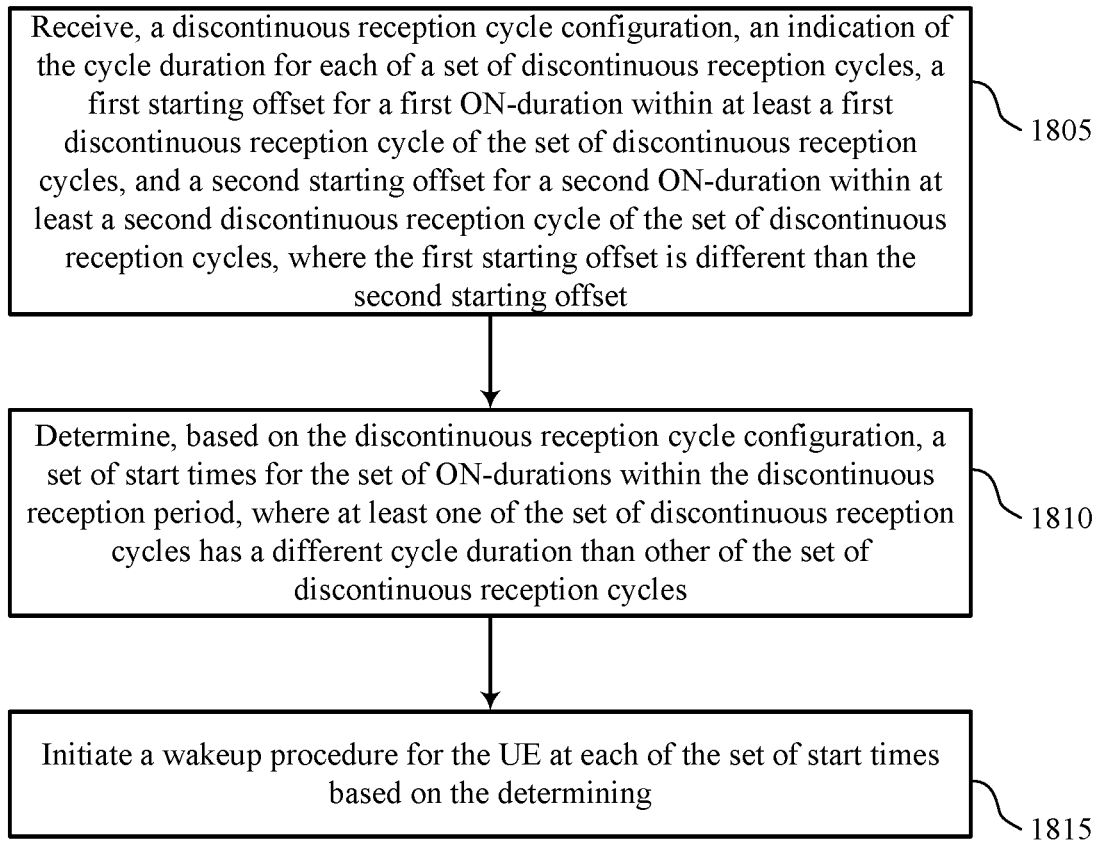 Receive, a discontinuous reception cycle configuration, an indication of
the cycle duration for each of a set of discontinuous reception cycles, a
first starting offset for a first ON-duration within at least a first
discontinuous reception cycle of the set of discontinuous reception
cycles, and a second starting offset for a second ON-duration within at
least a second discontinuous reception cycle of the set of discontinuous
reception cycles, where the first starting offset is different than the
second starting offset
1805
Determine, based on the discontinuous reception cycle configuration, a
set of start times for the set of ON-durations within the discontinuous
reception period, where at least one of the set of discontinuous reception
cycles has a different cycle duration than other of the set of
discontinuous reception cycles
1810
Initiate a wakeup procedure for the UE at each of the set of start times
based on the determining
1815